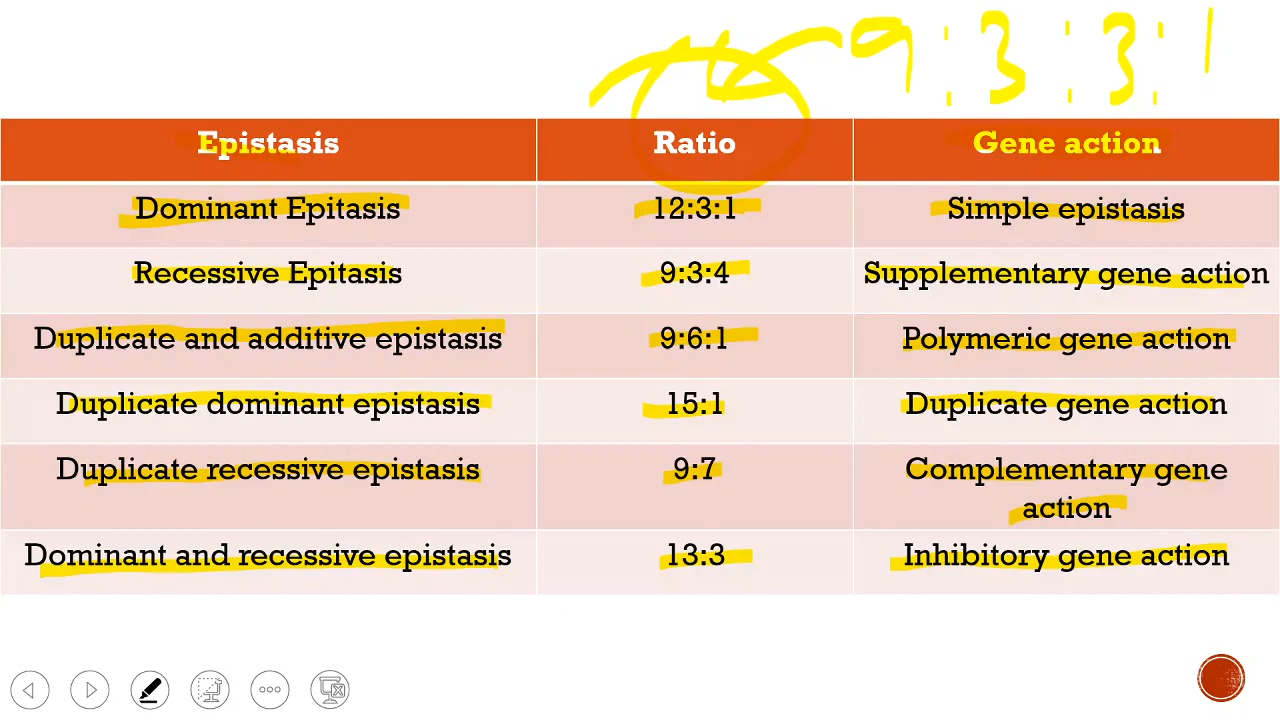 9:3:3:1
Epistasis Ratio Gene action
Dominant Epitasis 12:3:1 Simple epistasis
Recessive Epitasis 9:3:4 Supplementary gene action
Duplicate and additive epistasis 9:6:1 Polymeric gene action
Duplicate dominant epistasis 15:1 Duplicate gene action
Duplicate recessive epistasis 9:7 Complementary gene
action
Dominant and recessive epistasis 13:3 Inhibitory gene action